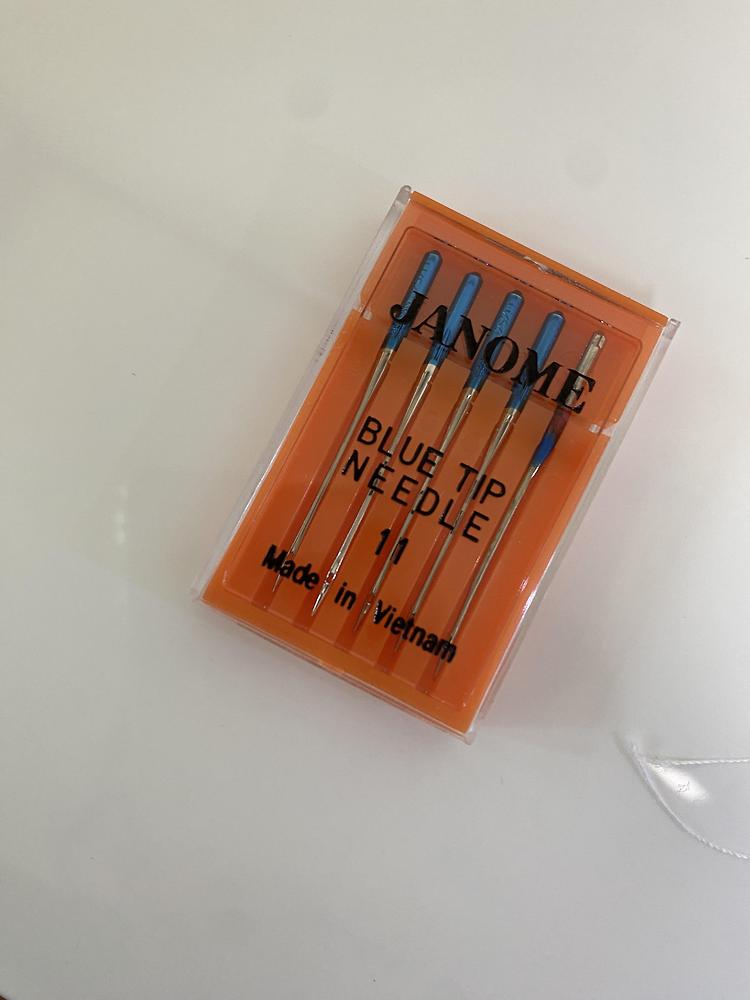 JANOME
BLUE TIP
NEEDLE
11
Made in Vietnam